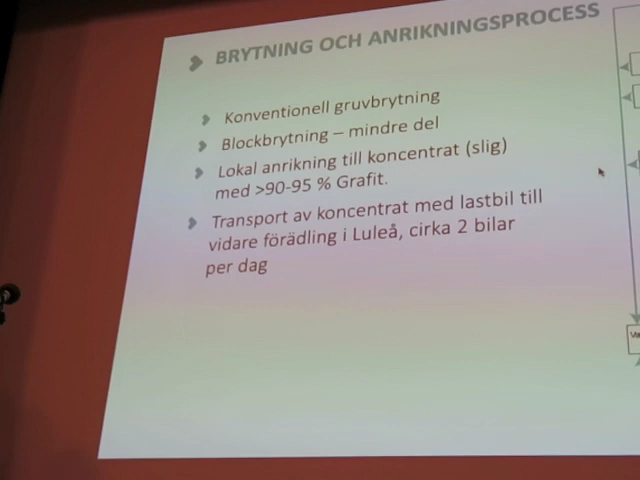 BRYTNING OCH ANRIKNINGSPROCESS
Konventionell gruvbrytning
Blockbrytning – mindre del
Lokal anrikning till koncentrat (slig)
med >90-95 % Grafit.
Transport av koncentrat med lastbil till
vidare förädling i Luleå, cirka 2 bilar
per dag